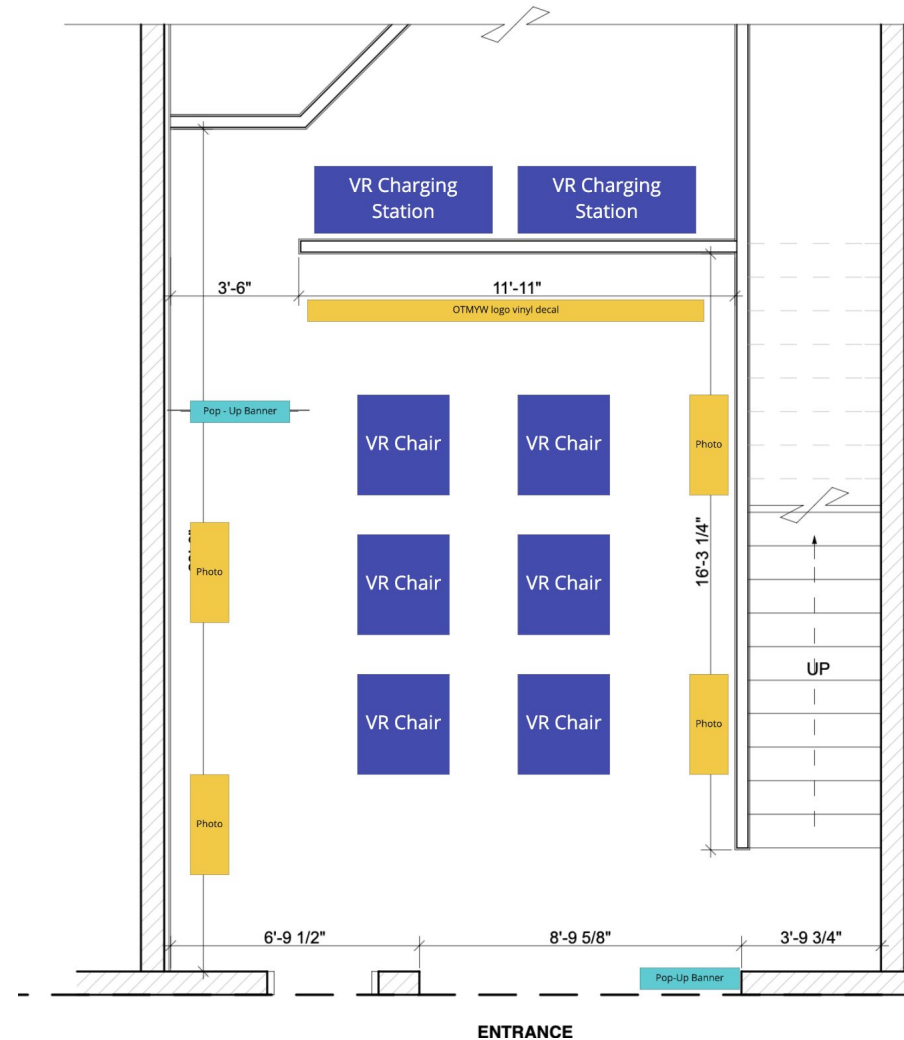 VR Charging
Station
VR Charging
Station
3'-6"
11'-11"
OTMYW logo vinyl decal
Pop - Up Banner
VR Chair
VR Chair
Photo
Photo
16'-3 1/4"
VR Chair
VR Chair
UP
VR Chair
VR Chair
Photo
Photo
6'-9 1/2"
8'-9 5/8"
3'-9 3/4"
Pop-Up Banner
ENTRANCE